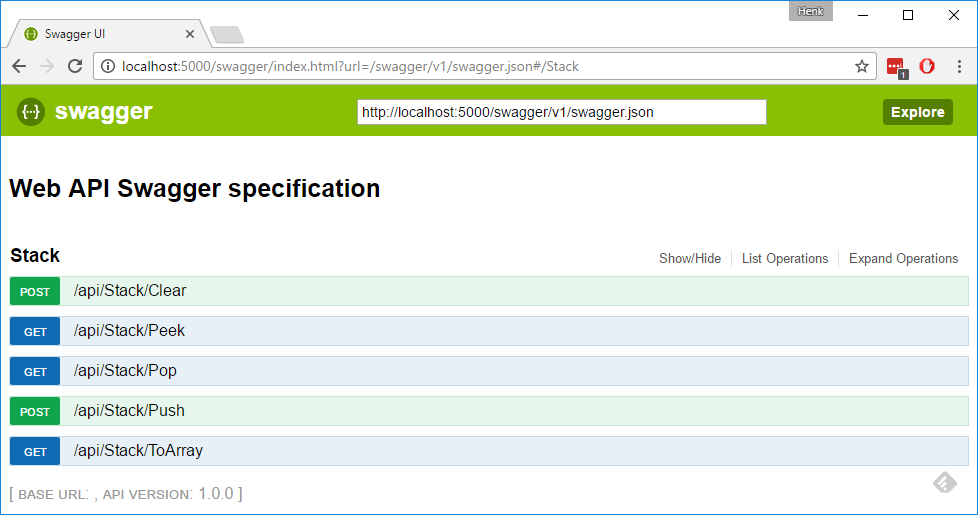 Henk
Swagger UI
localhost:5000/swagger/index.html?url=/swagger/v1/swagger.json#/Stack
1
{··} swagger
http://localhost:5000/swagger/v1/swagger.json
Explore
Web API Swagger specification
Stack
Show/Hide
List Operations
Expand Operations
POST /api/Stack/Clear
GET /api/Stack/Peek
GET /api/Stack/Pop
POST /api/Stack/Push
GET /api/Stack/ToArray
[ BASE URL: , API VERSION: 1.0.0 ]